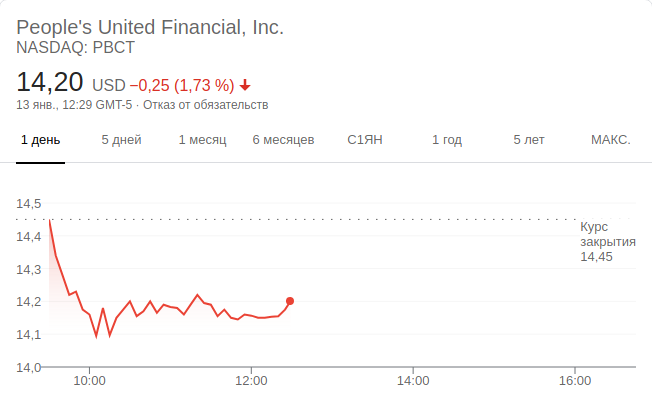 People's United Financial, Inc.
NASDAQ: PBCT
14,20 USD −0,25 (1,73 %)
13 янв., 12:29 GMT-5 · Отказ от обязательств
1 день 5 дней 1 месяц 6 месяцев С1ЯН 1 год 5 лет МАКС.
14,5
14,4
14,3
14,2
14,1
14,0
Курс
закрытия
14,45
10:00 12:00 14:00 16:00